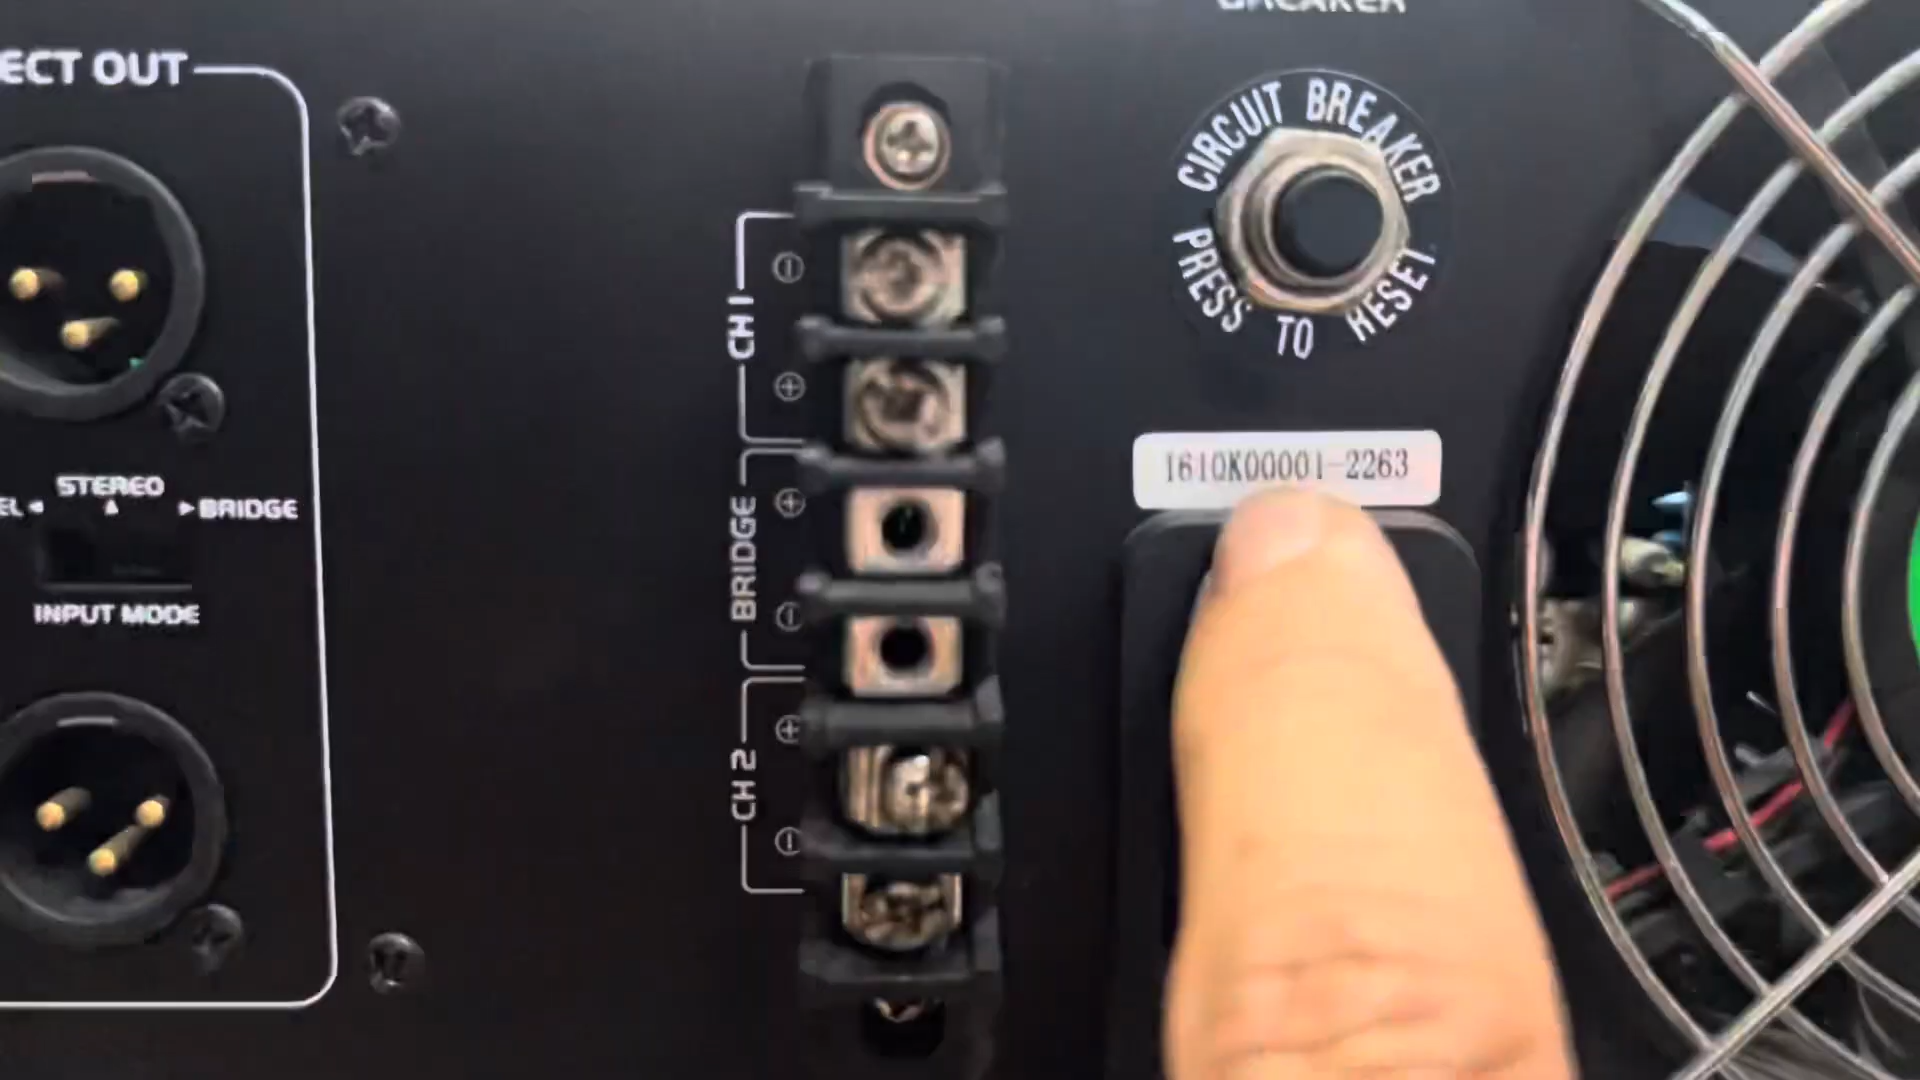 BREAKER
ECT OUT
CIRCUIT BREAKER
PRESS TO RESET
CH 1
1610K00001-2263
STEREO
EL ◄ ▲ ► BRIDGE
INPUT MODE
BRIDGE
CH 2